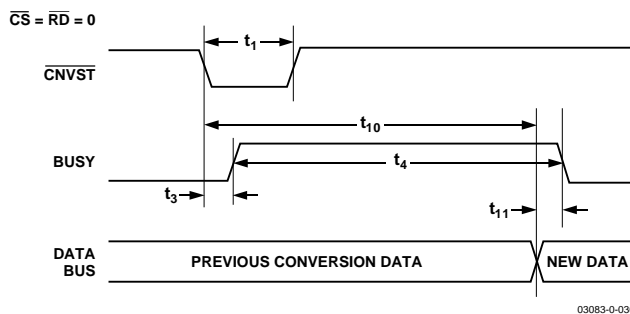 CS = RD = 0
t1
CNVST
t10
BUSY
t4
t3
t11
DATA
BUS
PREVIOUS CONVERSION DATA
NEW DATA
03083-0-03